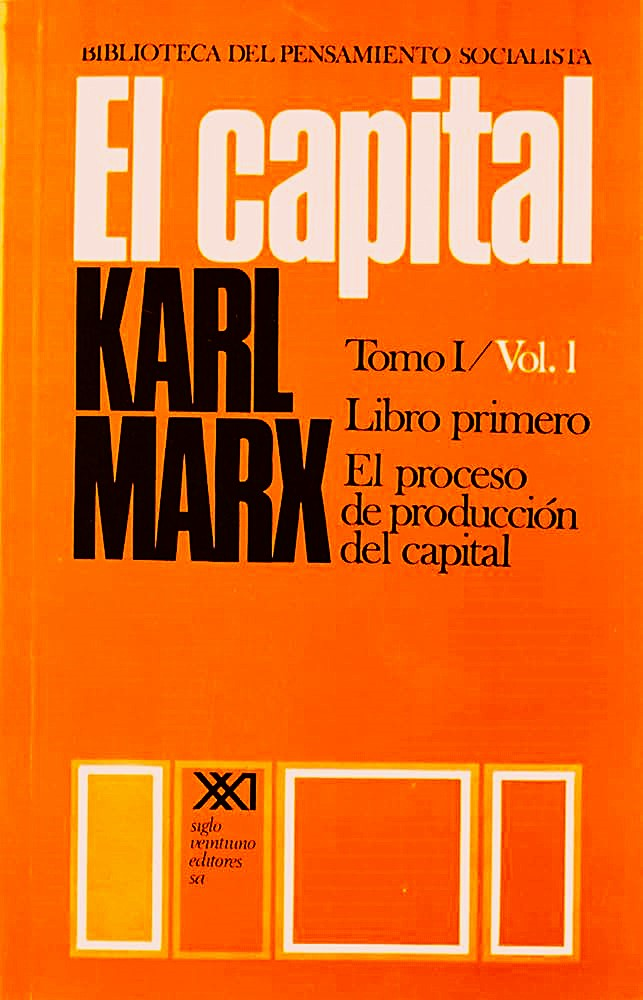 BIBLIOTECA DEL PENSAMIENTO SOCIALISTA
El capital
KARL
MARX
Tomo I/Vol. 1
Libro primero
El proceso
de producción
del capital
XXI
siglo
veintiuno
editores
sa